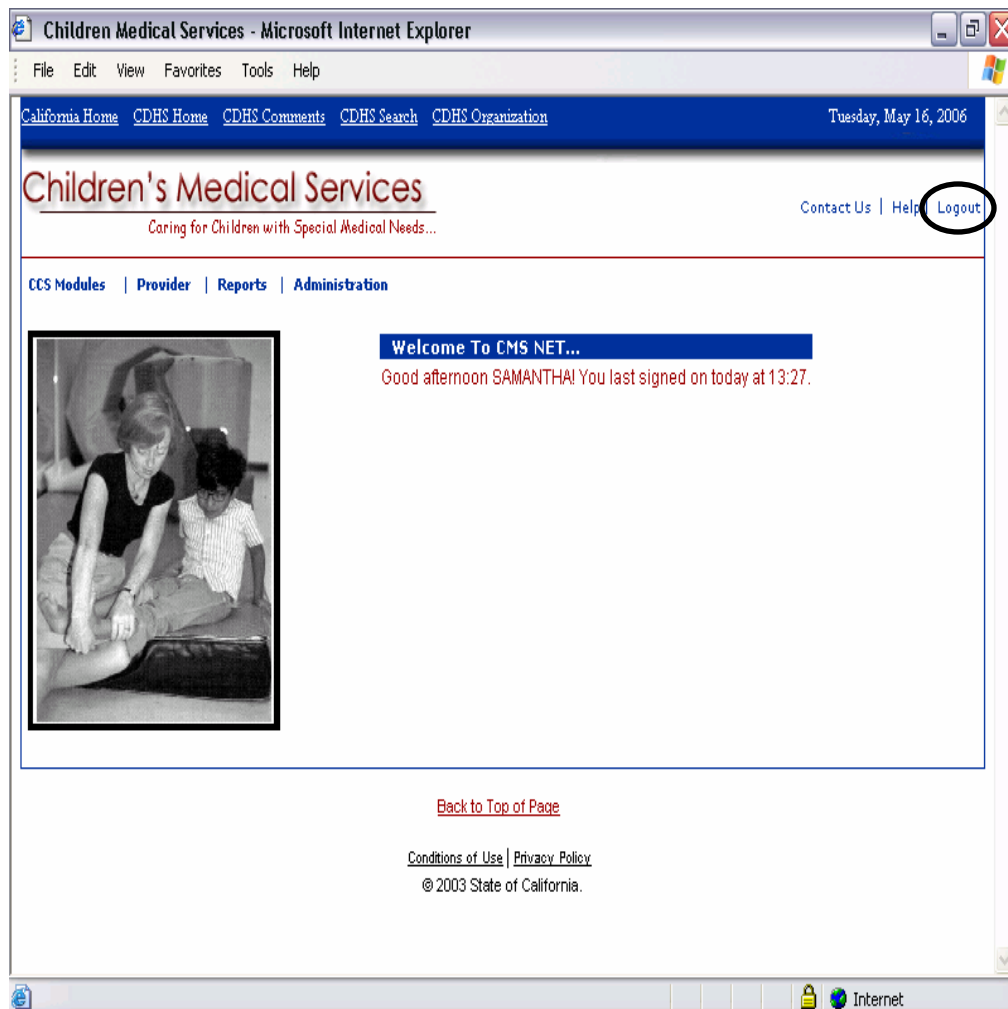 Children Medical Services - Microsoft Internet Explorer
File Edit View Favorites Tools Help
California Home CDHS Home CDHS Comments CDHS Search CDHS Organization Tuesday, May 16, 2006
Children's Medical Services
Caring for Children with Special Medical Needs...
Contact Us | Help | Logout
CCS Modules | Provider | Reports | Administration
Welcome To CMS NET...
Good afternoon SAMANTHA! You last signed on today at 13:27.
Back to Top of Page
Conditions of Use | Privacy Policy
© 2003 State of California.
Internet